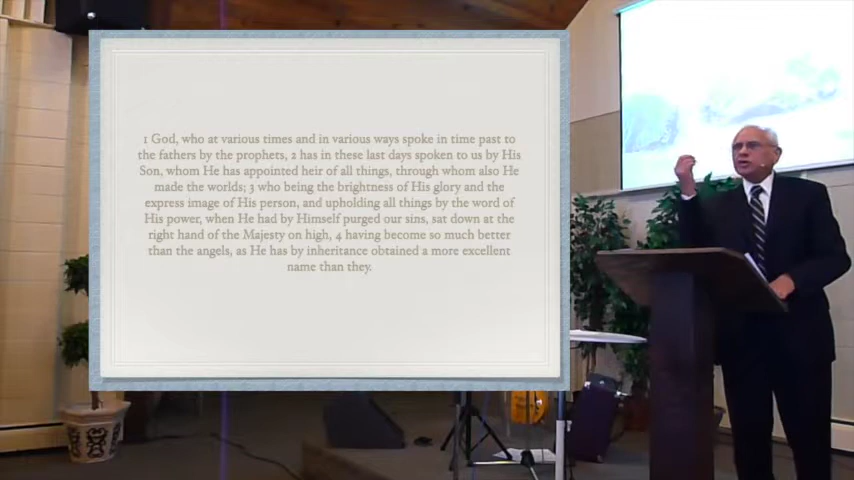 1 God, who at various times and in various ways spoke in time past to
the fathers by the prophets, 2 has in these last days spoken to us by His
Son, whom He has appointed heir of all things, through whom also He
made the worlds; 3 who being the brightness of His glory and the
express image of His person, and upholding all things by the word of
His power, when He had by Himself purged our sins, sat down at the
right hand of the Majesty on high, 4 having become so much better
than the angels, as He has by inheritance obtained a more excellent
name than they.